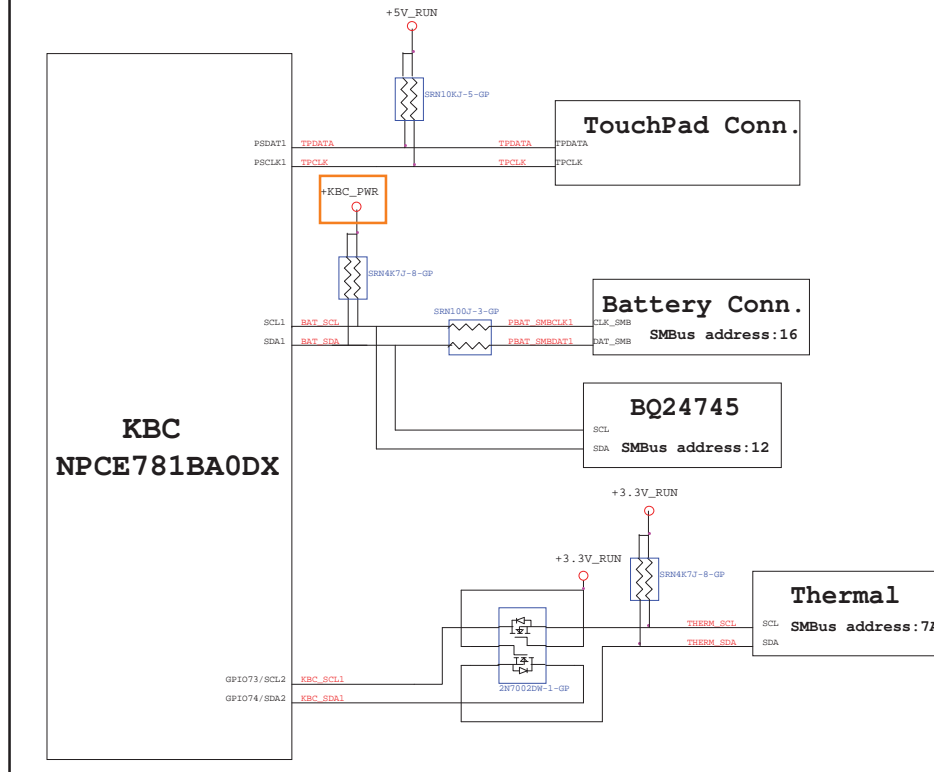 +5V_RUN
SRN10KJ-5-GP
TouchPad Conn.
PSDAT1 TPDATA TPDATA TPDATA
PSCLK1 TPCLK TPCLK TPCLK
+KBC_PWR
SRN4K7J-8-GP
SRN100J-3-GP
Battery Conn.
SCL1 BAT_SCL PBAT_SMBCLK1 CLK_SMB
SMBus address:16
SDA1 BAT_SDA PBAT_SMBDAT1 DAT_SMB
BQ24745
SCL
SDA SMBus address:12
KBC
NPCE781BA0DX
+3.3V_RUN
+3.3V_RUN
SRN4K7J-8-GP
Thermal
THERM_SCL SCL SMBus address:7A
THERM_SDA SDA
GPIO73/SCL2 KBC_SCL1
GPIO74/SDA2 KBC_SDA1
2N7002DW-1-GP